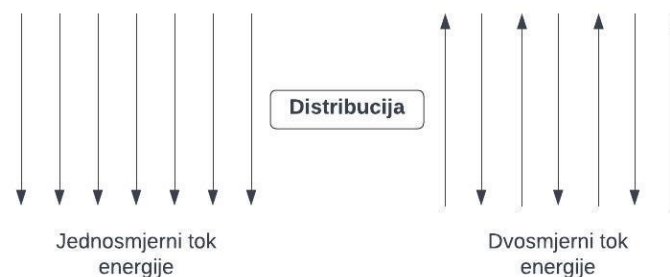 Distribucija
Jednosmjerni tok
energije
Dvosmjerni tok
energije